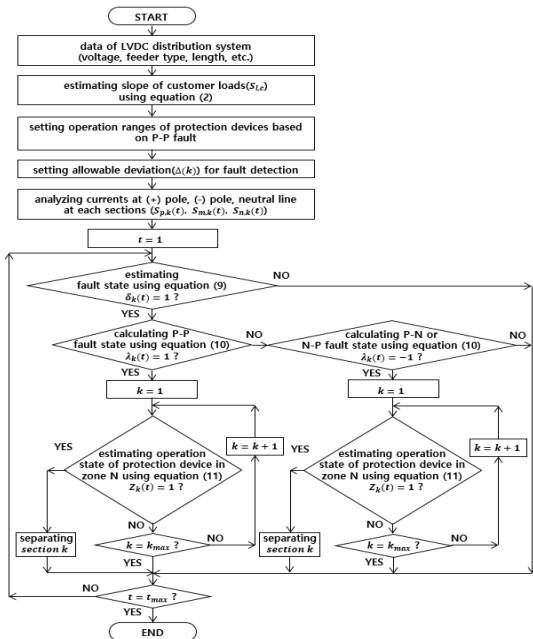 START
data of LVDC distribution system
(voltage, feeder type, length, etc.)
estimating slope of customer loads(S_Lc)
using equation (2)
setting operation ranges of protection devices based
on P-P fault
setting allowable deviation(Δ(k)) for fault detection
analyzing currents at (+) pole, (-) pole, neutral line
at each sections (S_p,k(t), S_m,k(t), S_n,k(t))
t = 1
estimating
fault state using equation (9)
δ_k(t) = 1 ?
NO
YES
calculating P-P
fault state using equation (10)
λ_k(t) = 1 ?
NO
calculating P-N or
N-P fault state using equation (10)
λ_k(t) = −1 ?
NO
YES
YES
k = 1
k = 1
k = k + 1
k = k + 1
YES
estimating operation
state of protection device in
zone N using equation (11)
Z_k(t) = 1 ?
YES
estimating operation
state of protection device in
zone N using equation (11)
Z_k(t) = 1 ?
NO
NO
separating
section k
k = k_max ?
NO
separating
section k
k = k_max ?
NO
YES
YES
NO
t = t_max ?
YES
END